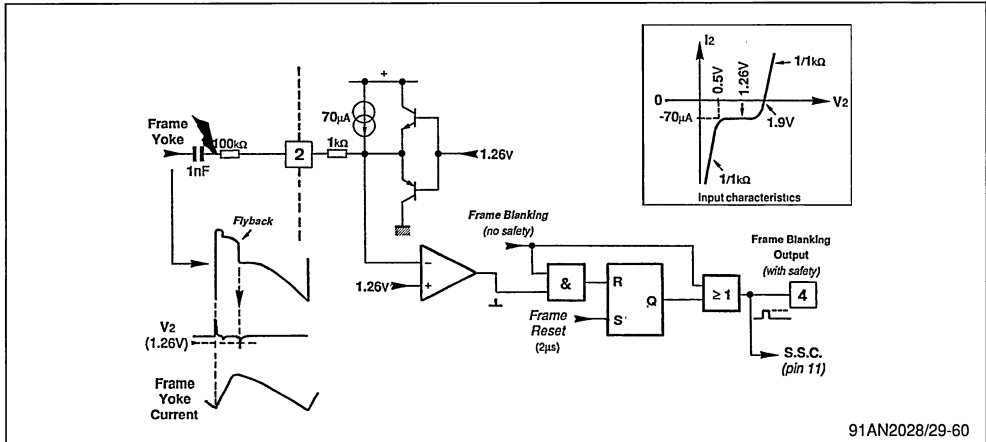 I2
1/1kΩ
0.5V
1.26V
0
V2
-70µA
1.9V
1/1kΩ
Input characteristics
+
70µA
Frame
Yoke
100kΩ
2
1kΩ
1.26V
1nF
Flyback
Frame Blanking
(no safety)
Frame Blanking
Output
(with safety)
−
1.26V
+
&
R
Q
S
≥ 1
4
Frame
Reset
(2µs)
V2
(1.26V)
S.S.C.
(pin 11)
Frame
Yoke
Current
91AN2028/29-60